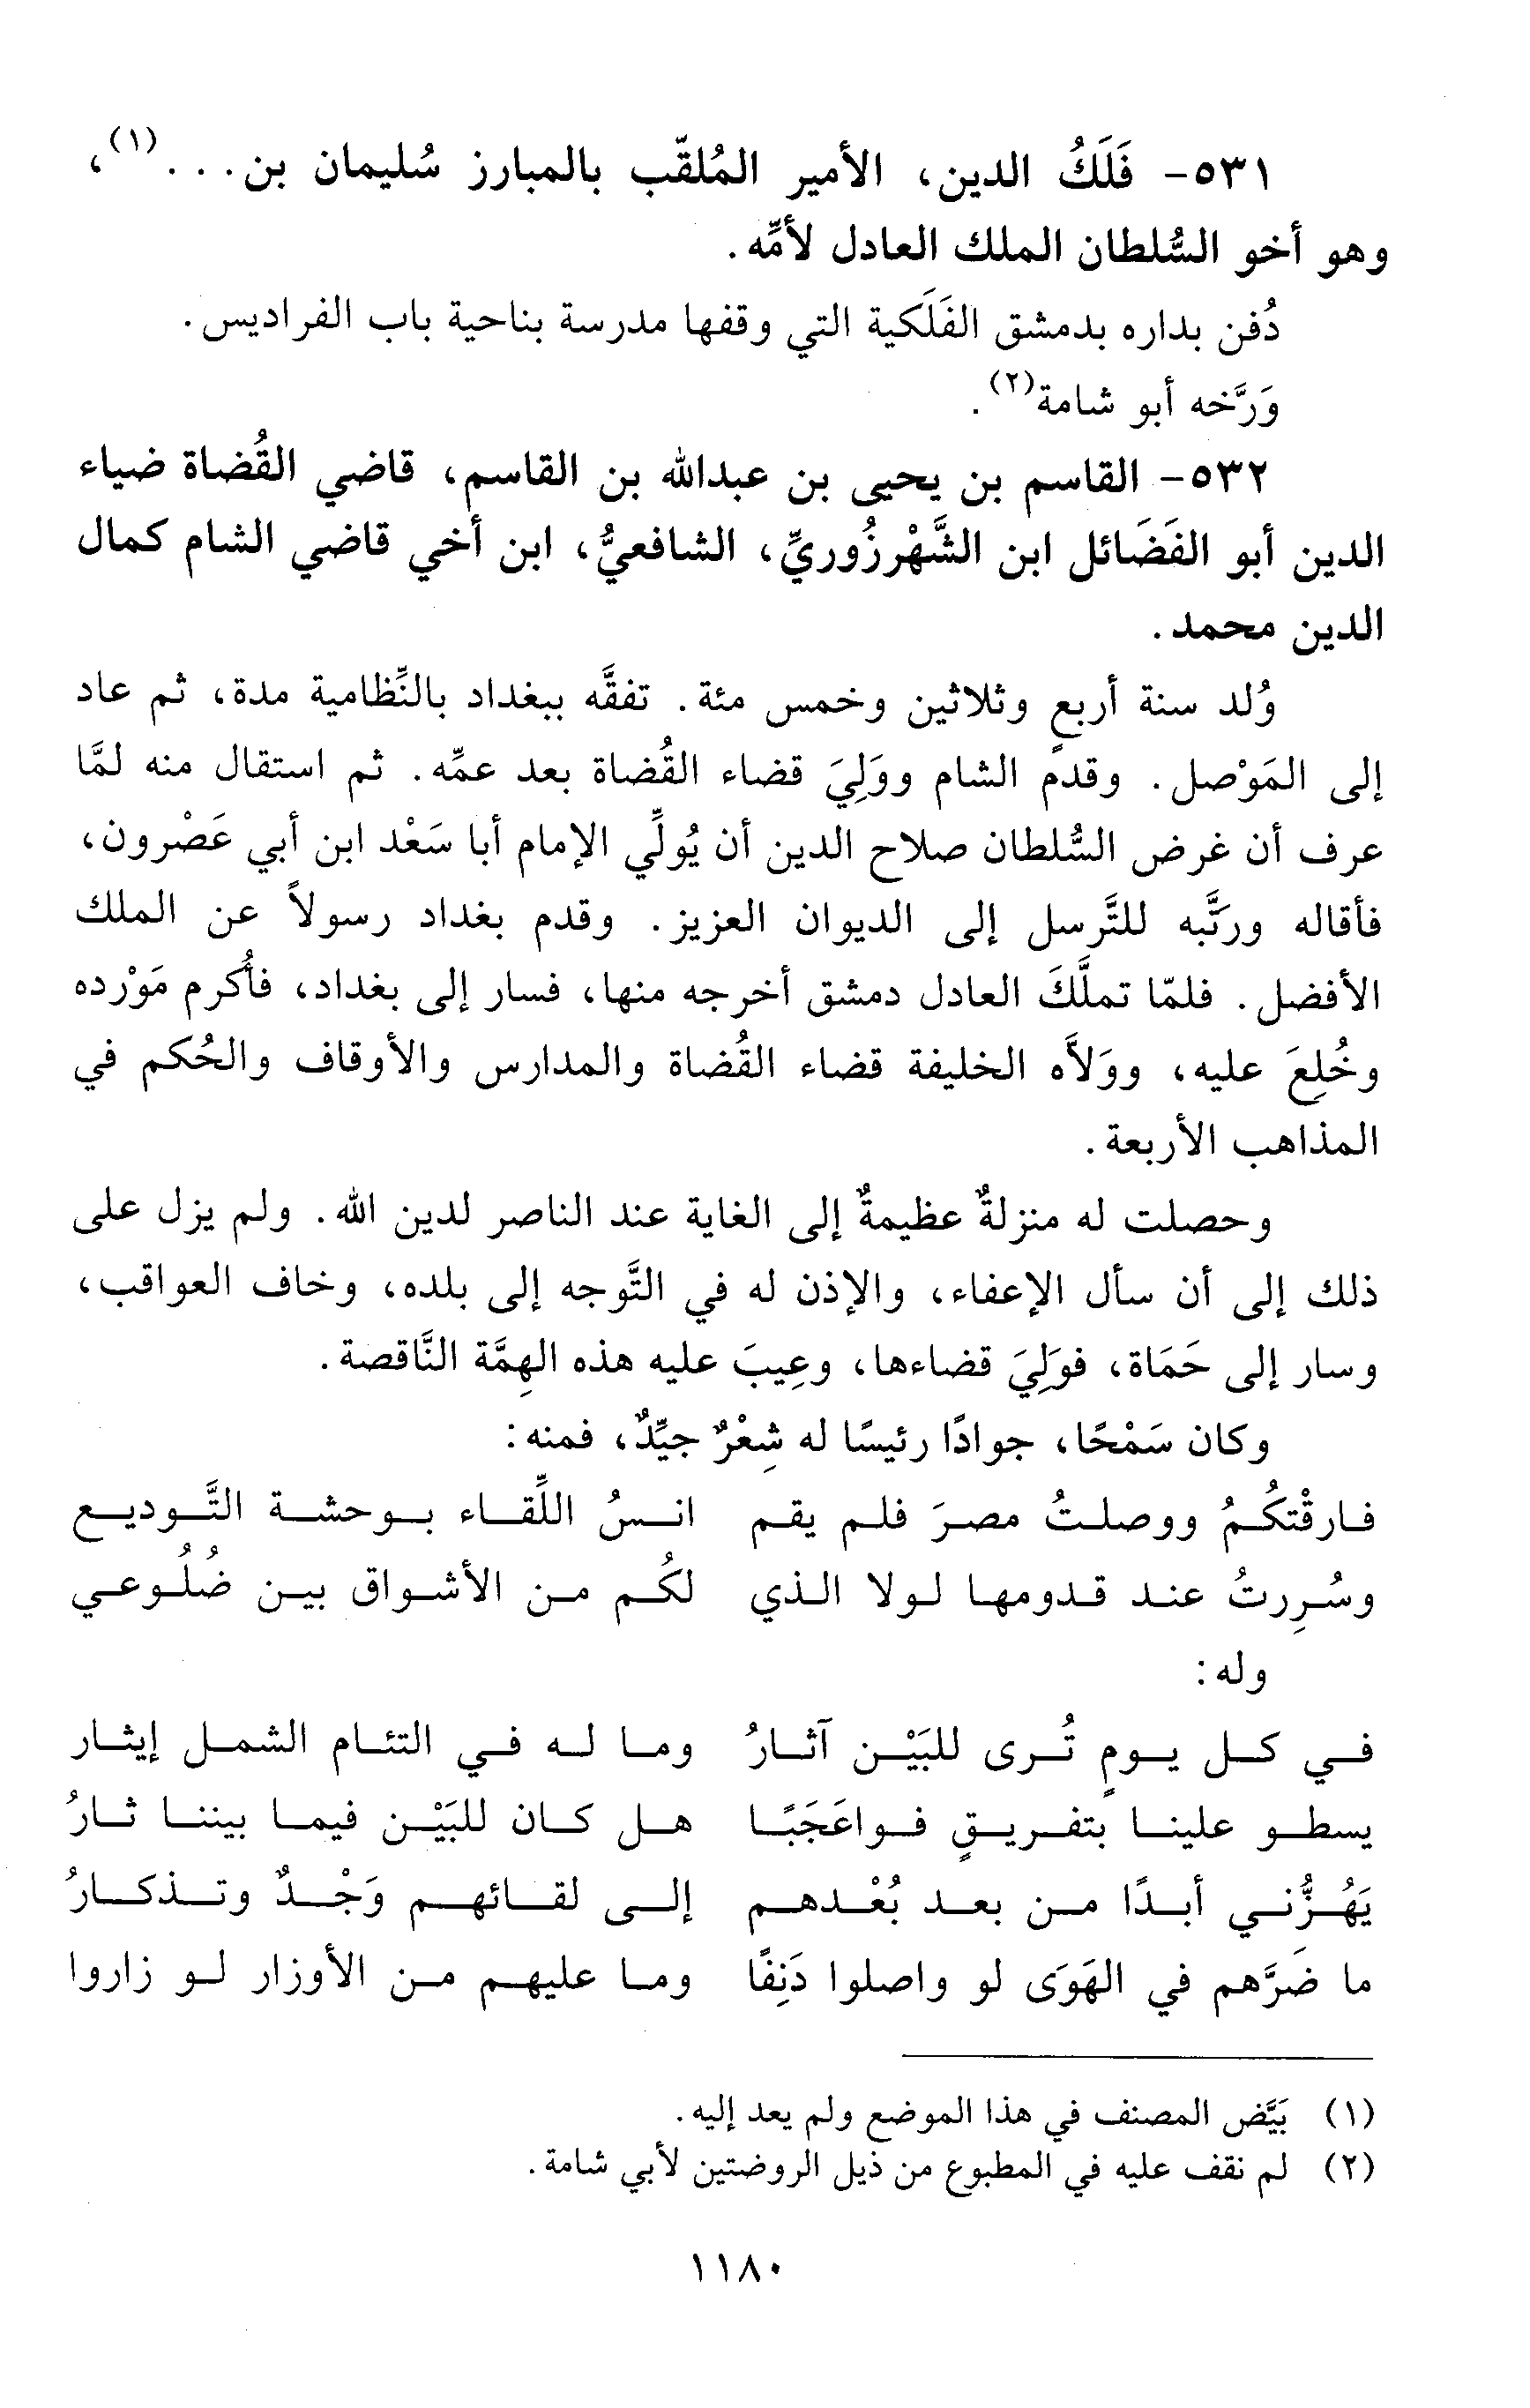 ٥٣١- فَلَكُ الدين، الأمير المُلقّب بالمبارز سُليمان بن. . .(١)،
وهو أخو السُّلطان الملك العادل لأمِّه.
دُفن بداره بدمشق الفَلَكية التي وقفها مدرسة بناحية باب الفراديس.
وَرَّخه أبو شامة(٢).
٥٣٢- القاسم بن يحيى بن عبدالله بن القاسم، قاضي القُضاة ضياء
الدين أبو الفَضَائل ابن الشَّهْرزُوريِّ، الشافعيُّ، ابن أخي قاضي الشام كمال
الدين محمد.
وُلد سنة أربعٍ وثلاثين وخمس مئة. تفقَّه ببغداد بالنِّظامية مدة، ثم عاد
إلى المَوْصل. وقدم الشام ووَلِيَ قضاء القُضاة بعد عمِّه. ثم استقال منه لمَّا
عرف أن غرض السُّلطان صلاح الدين أن يُولِّي الإمام أبا سَعْد ابن أبي عَصْرون،
فأقاله ورتَّبه للتَّرسل إلى الديوان العزيز. وقدم بغداد رسولاً عن الملك
الأفضل. فلمّا تملَّكَ العادل دمشق أخرجه منها، فسار إلى بغداد، فأُكرم مَوْرده
وخُلِعَ عليه، ووَلاَّه الخليفة قضاء القُضاة والمدارس والأوقاف والحُكم في
المذاهب الأربعة.
وحصلت له منزلةٌ عظيمةٌ إلى الغاية عند الناصر لدين الله. ولم يزل على
ذلك إلى أن سأل الإعفاء، والإذن له في التَّوجه إلى بلده، وخاف العواقب،
وسار إلى حَمَاة، فوَلِيَ قضاءها، وعِيبَ عليه هذه الهِمَّة النَّاقصة.
وكان سَمْحًا، جوادًا رئيسًا له شِعْرٌ جيِّدٌ، فمنه:
فارقْتكُمُ ووصلتُ مصرَ فلم يقم انسُ اللِّقاء بوحشة التَّوديع
وسُرِرتُ عند قدومها لولا الذي لكُم من الأشواق بين ضُلُوعي
وله:
في كل يومٍ تُرى للبَيْن آثارُ وما له في التئام الشمل إيثار
يسطو علينا بتفريقٍ فواعَجَبًا هل كان للبَيْن فيما بيننا ثارُ
يَهُزُّني أبدًا من بعد بُعْدهم إلى لقائهم وَجْدٌ وتذكارُ
ما ضَرَّهم في الهَوَى لو واصلوا دَنِفًا وما عليهم من الأوزار لو زاروا
(١) بَيَّض المصنف في هذا الموضع ولم يعد إليه.
(٢) لم نقف عليه في المطبوع من ذيل الروضتين لأبي شامة.
١١٨٠